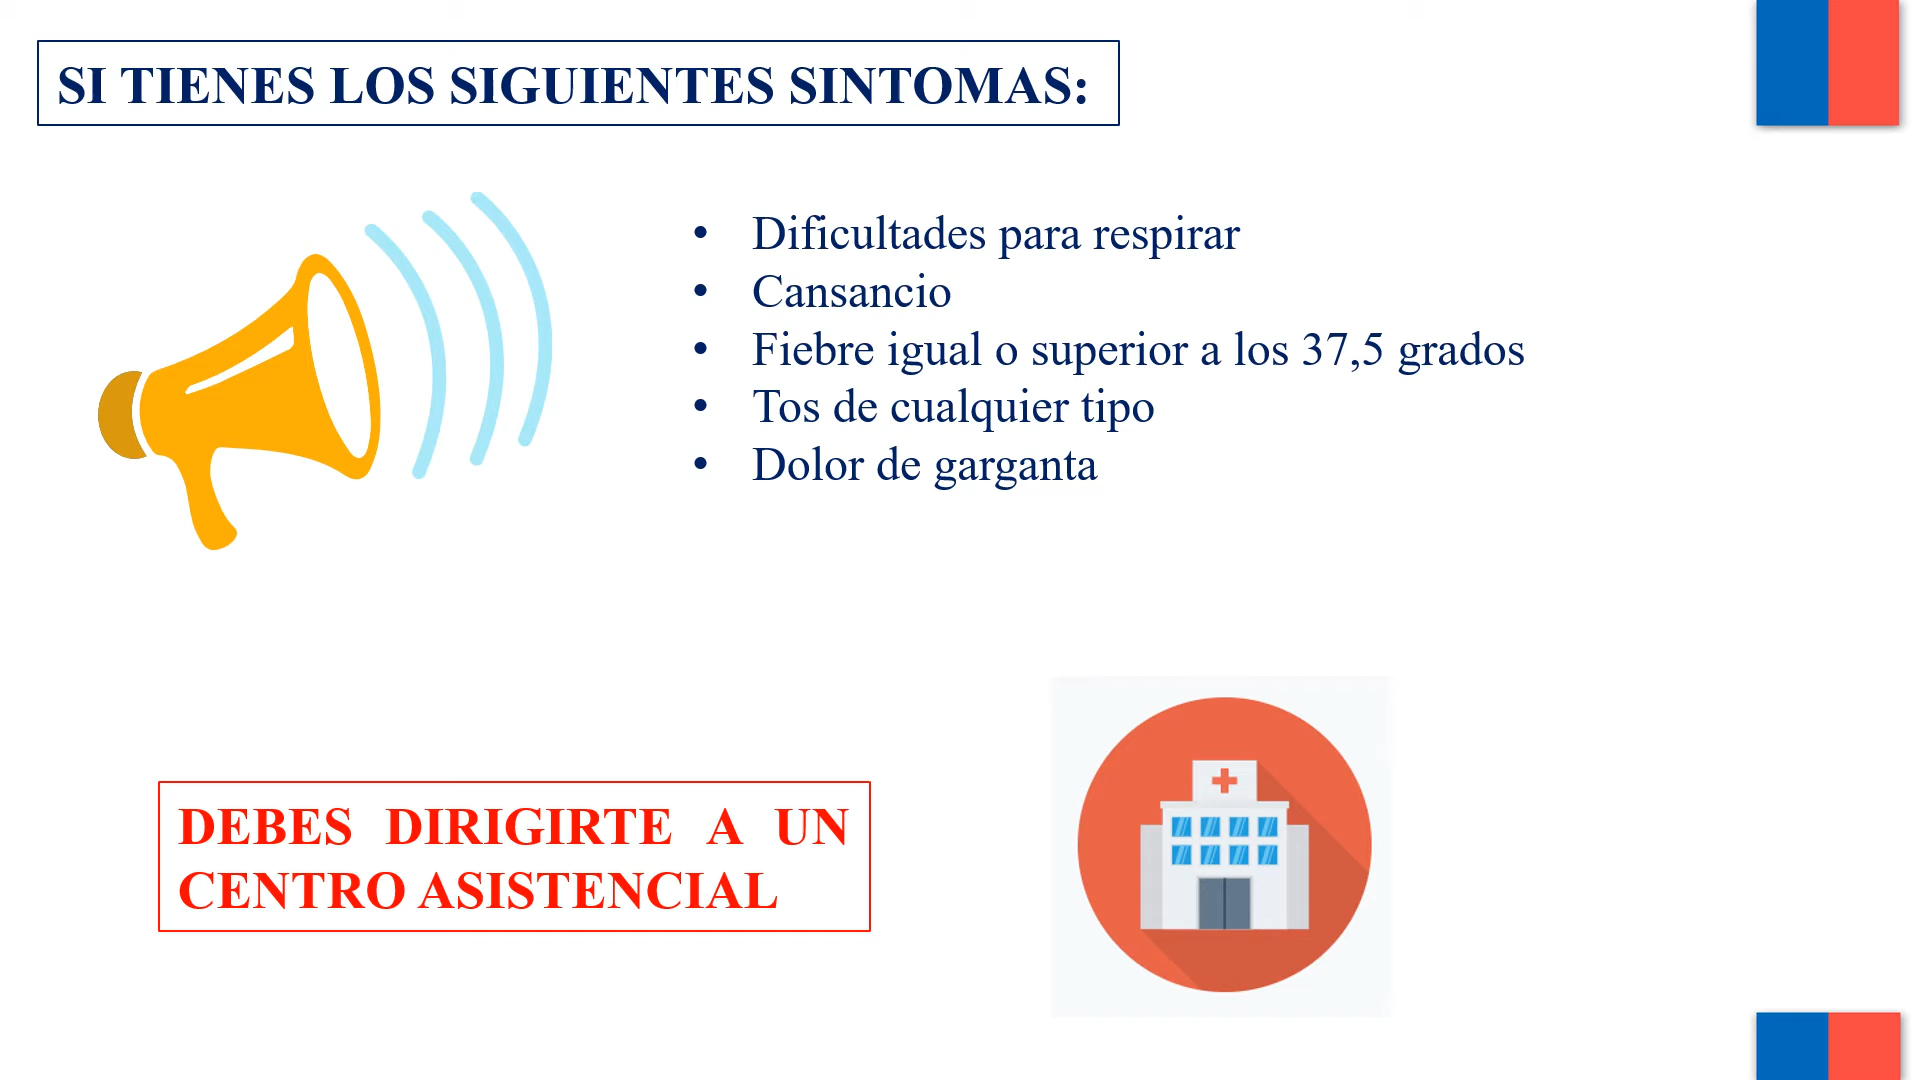 SI TIENES LOS SIGUIENTES SINTOMAS:
• Dificultades para respirar
• Cansancio
• Fiebre igual o superior a los 37,5 grados
• Tos de cualquier tipo
• Dolor de garganta
DEBES DIRIGIRTE A UN
CENTRO ASISTENCIAL